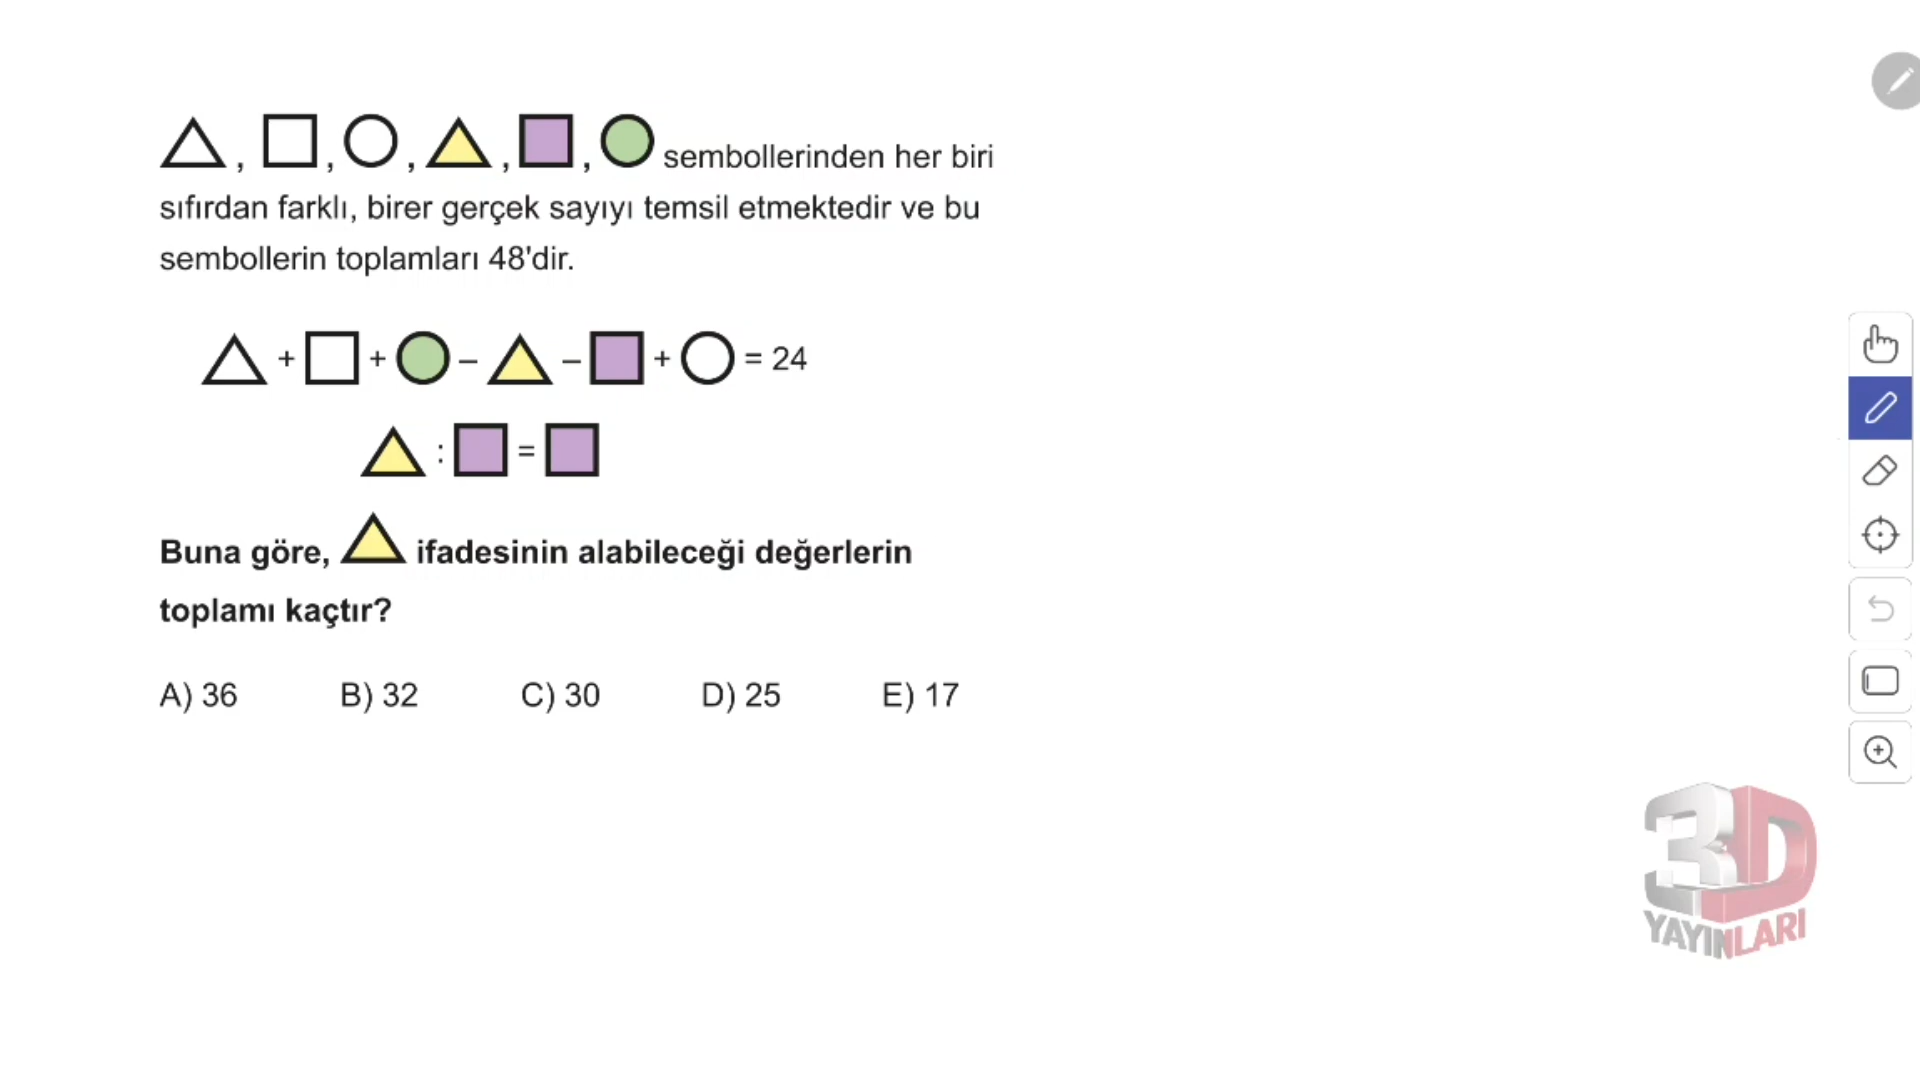 , , , , , sembollerinden her biri
sıfırdan farklı, birer gerçek sayıyı temsil etmektedir ve bu
sembollerin toplamları 48'dir.
+ + – – + = 24
: =
Buna göre, ifadesinin alabileceği değerlerin
toplamı kaçtır?
A) 36 B) 32 C) 30 D) 25 E) 17
3D
YAYINLARI